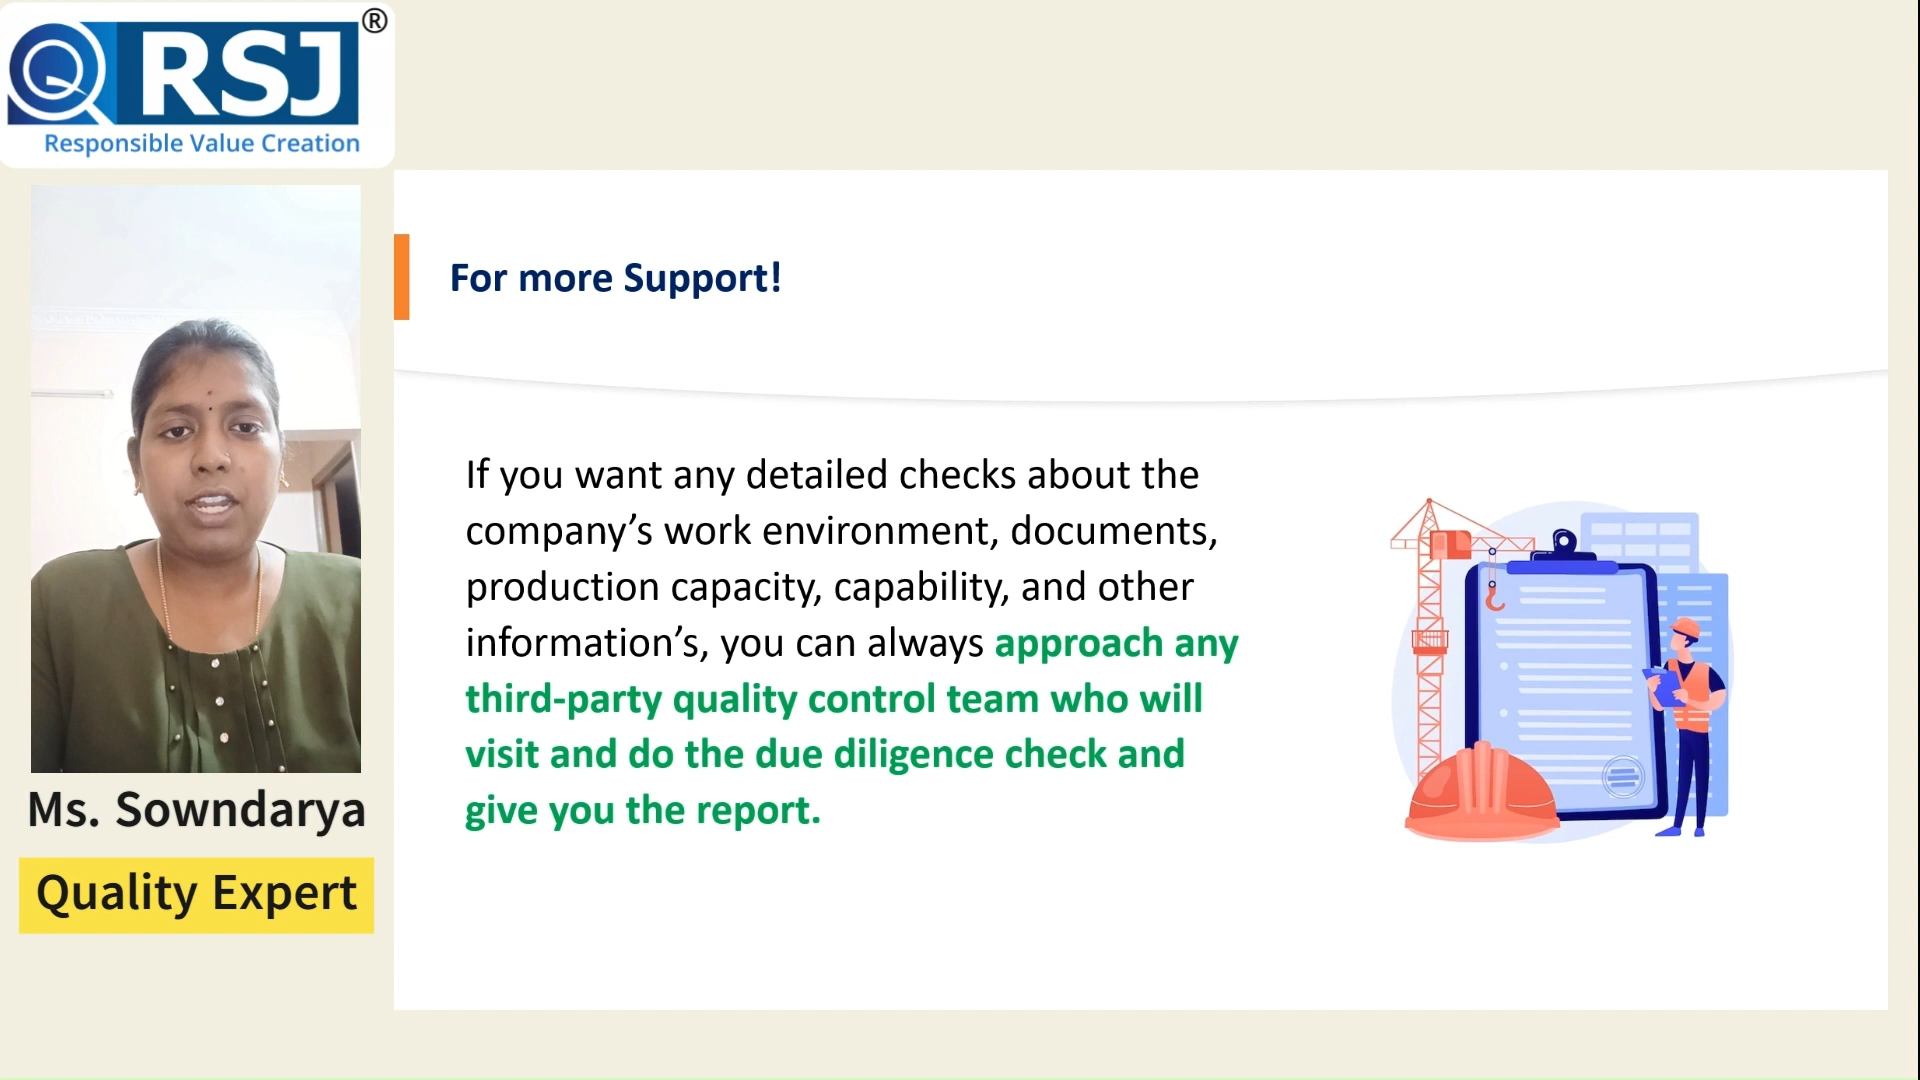 RSJ®
Responsible Value Creation
Ms. Sowndarya
Quality Expert
For more Support!
If you want any detailed checks about the
company’s work environment, documents,
production capacity, capability, and other
information’s, you can always approach any
third-party quality control team who will
visit and do the due diligence check and
give you the report.